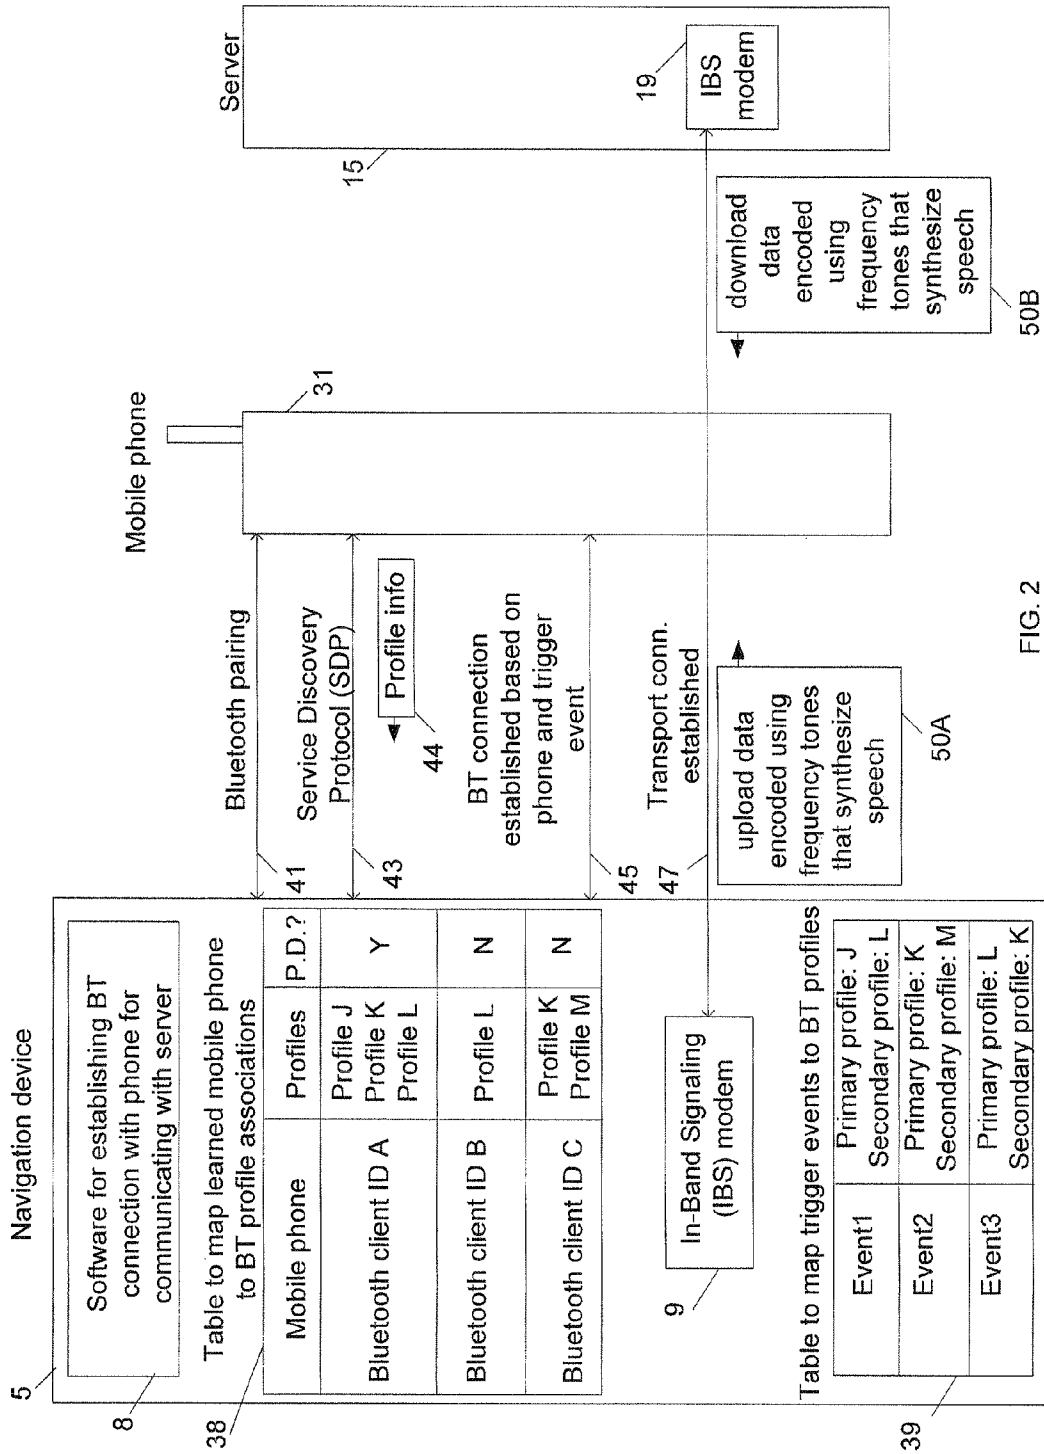 Navigation device
5
Software for establishing BT
connection with phone for
communicating with server
8
Table to map learned mobile phone
to BT profile associations
38
Mobile phone
Profiles
P.D.?
Bluetooth client ID A
Profile J
Profile K
Profile L
Y
Bluetooth client ID B
Profile L
N
Bluetooth client ID C
Profile K
Profile M
N
In-Band Signaling
(IBS) modem
9
Table to map trigger events to BT profiles
Event1
Primary profile: J
Secondary profile: L
Event2
Primary profile: K
Secondary profile: M
Event3
Primary profile: L
Secondary profile: K
39
Bluetooth pairing
41
Service Discovery
Protocol (SDP)
43
Profile info
44
BT connection
established based on
phone and trigger
event
45
Transport conn.
established
47
upload data
encoded using
frequency tones
that synthesize
speech
50A
Mobile phone
31
Server
15
19
IBS
modem
download
data
encoded
using
frequency
tones that
synthesize
speech
50B
FIG. 2